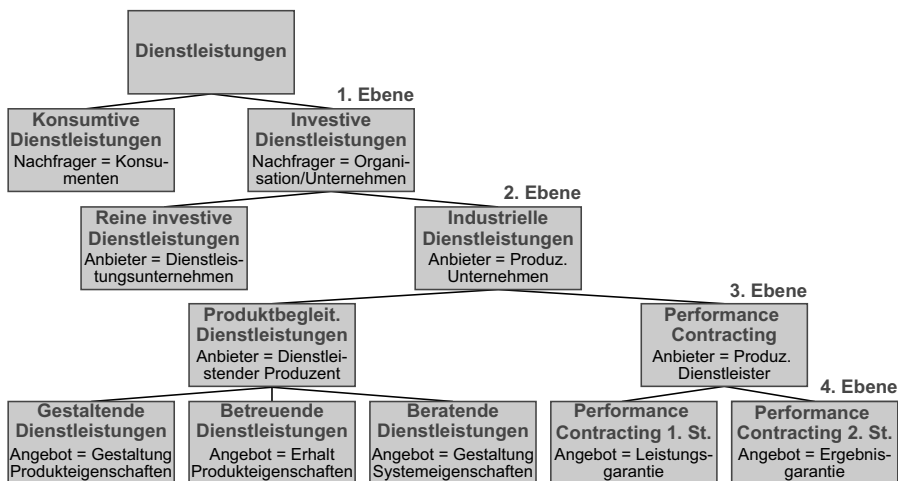 Dienstleistungen
1. Ebene
Konsumtive
Dienstleistungen
Nachfrager = Konsu-
menten
Investive
Dienstleistungen
Nachfrager = Organi-
sation/Unternehmen
2. Ebene
Reine investive
Dienstleistungen
Anbieter = Dienstleis-
tungsunternehmen
Industrielle
Dienstleistungen
Anbieter = Produz.
Unternehmen
3. Ebene
Produktbegleit.
Dienstleistungen
Anbieter = Dienstlei-
stender Produzent
Performance
Contracting
Anbieter = Produz.
Dienstleister
4. Ebene
Gestaltende
Dienstleistungen
Angebot = Gestaltung
Produkteigenschaften
Betreuende
Dienstleistungen
Angebot = Erhalt
Produkteigenschaften
Beratende
Dienstleistungen
Angebot = Gestaltung
Systemeigenschaften
Performance
Contracting 1. St.
Angebot = Leistungs-
garantie
Performance
Contracting 2. St.
Angebot = Ergebnis-
garantie